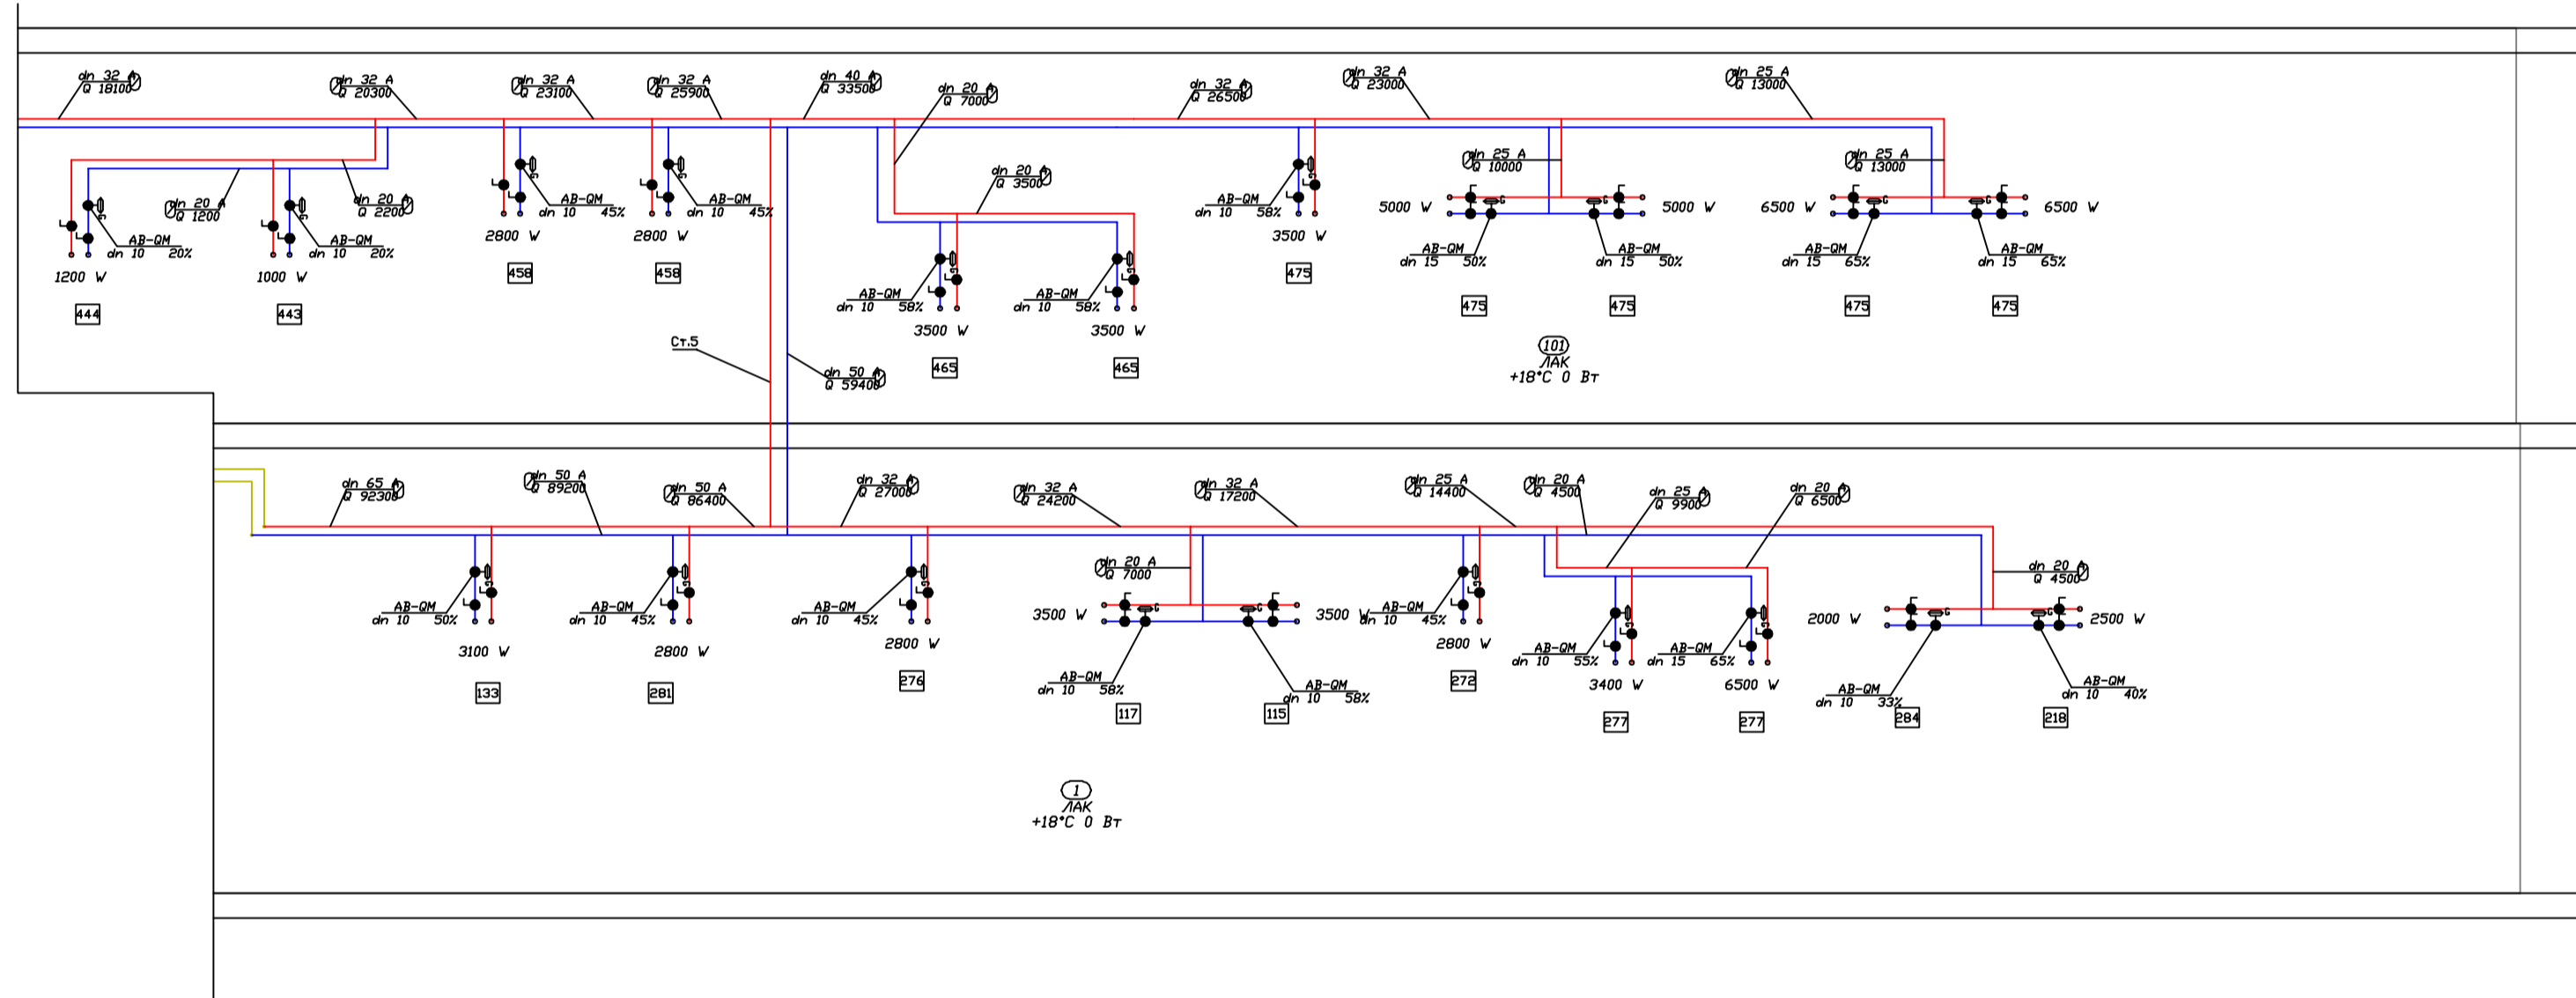 dn 32 A
Q 18100
dn 32 A
Q 20300
dn 32 A
Q 23100
dn 32 A
Q 25900
dn 40 A
Q 33500
dn 20 A
Q 7000
dn 32 A
Q 26500
dn 32 A
Q 23000
dn 25 A
Q 13000
dn 20 A
Q 1200
dn 20 A
Q 2200
AB-QM
dn 10 20%
1200 W
444
AB-QM
dn 10 20%
1000 W
443
AB-QM
dn 10 45%
2800 W
458
AB-QM
dn 10 45%
2800 W
458
dn 20 A
Q 3500
AB-QM
dn 10 58%
3500 W
465
AB-QM
dn 10 58%
3500 W
465
AB-QM
dn 10 58%
3500 W
475
dn 25 A
Q 10000
5000 W
5000 W
AB-QM
dn 15 50%
AB-QM
dn 15 50%
475
475
dn 25 A
Q 13000
6500 W
6500 W
AB-QM
dn 15 65%
AB-QM
dn 15 65%
475
475
Ст.5
dn 50 A
Q 59400
101
ЛАК
+18°C 0 Вт
dn 65 A
Q 92300
dn 50 A
Q 89200
dn 50 A
Q 86400
dn 32 A
Q 27000
dn 32 A
Q 24200
dn 32 A
Q 17200
dn 25 A
Q 14400
dn 20 A
Q 4500
dn 25 A
Q 9900
dn 20 A
Q 6500
AB-QM
dn 10 50%
3100 W
133
AB-QM
dn 10 45%
2800 W
281
AB-QM
dn 10 45%
2800 W
276
dn 20 A
Q 7000
3500 W
3500 W
AB-QM
dn 10 58%
AB-QM
dn 10 58%
117
115
AB-QM
dn 10 45%
2800 W
272
AB-QM
dn 10 55%
3400 W
277
AB-QM
dn 15 65%
6500 W
277
dn 20 A
Q 4500
2000 W
2500 W
AB-QM
dn 10 33%
AB-QM
dn 10 40%
284
218
1
ЛАК
+18°C 0 Вт